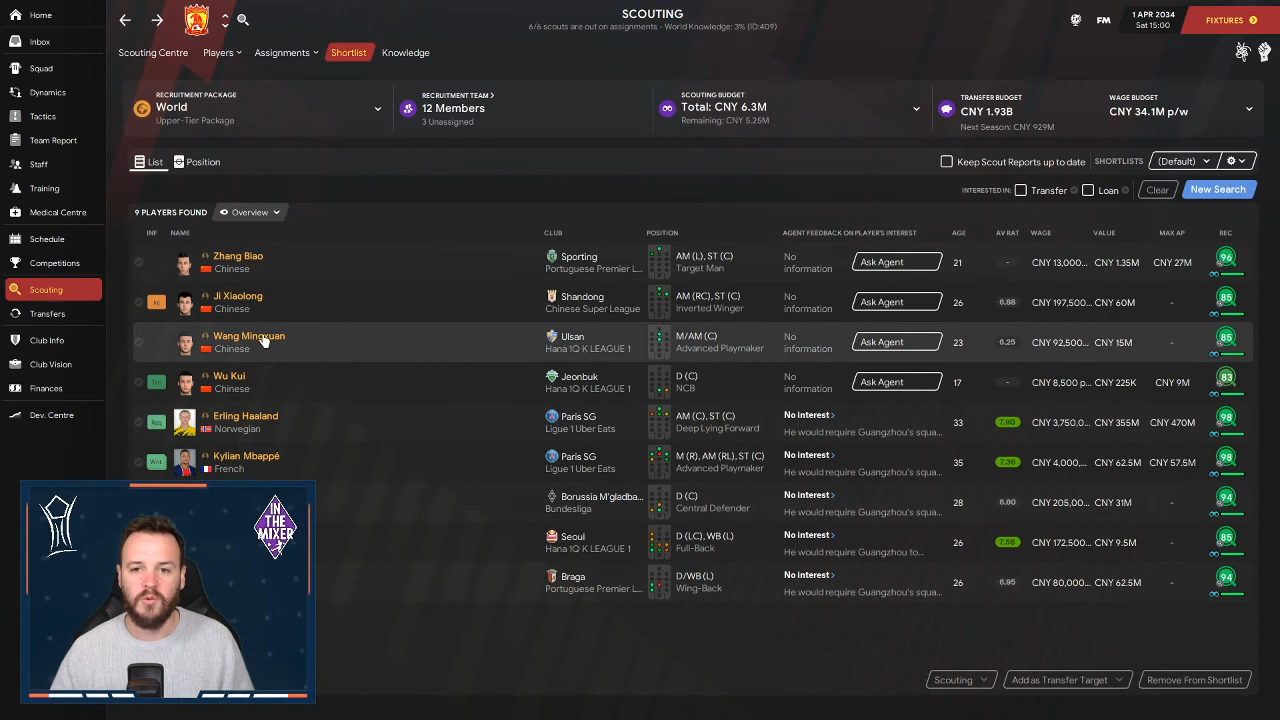 Home
Inbox
Squad
Dynamics
Tactics
Team Report
Staff
Training
Medical Centre
Schedule
Competitions
Scouting
Transfers
Club Info
Club Vision
Finances
Dev. Centre
SCOUTING
6/6 scouts are out on assignments - World Knowledge: 3% (ID:409)
FM
1 APR 2034
Sat 15:00
FIXTURES
Scouting Centre
Players
Assignments
Shortlist
Knowledge
RECRUITMENT PACKAGE
World
Upper-Tier Package
RECRUITMENT TEAM >
12 Members
3 Unassigned
SCOUTING BUDGET
Total: CNY 6.3M
Remaining: CNY 5.25M
TRANSFER BUDGET
CNY 1.93B
Next Season: CNY 929M
WAGE BUDGET
CNY 34.1M p/w
List
Position
Keep Scout Reports up to date
SHORTLISTS
(Default)
INTERESTED IN:
Transfer
Loan
Clear
New Search
9 PLAYERS FOUND
Overview
INF NAME CLUB POSITION AGENT FEEDBACK ON PLAYER'S INTEREST AGE AV RAT WAGE VALUE MAX AP REC
Zhang Biao Sporting AM (L), ST (C) No Ask Agent 21 - CNY 13,000... CNY 1.35M CNY 27M 96
Chinese Portuguese Premier L... Target Man information
Inj Ji Xiaolong Shandong AM (RC), ST (C) No Ask Agent 26 6.88 CNY 197,500... CNY 60M - 85
Chinese Chinese Super League Inverted Winger information
Wang Mingyuan Ulsan M/AM (C) No Ask Agent 23 6.25 CNY 92,500... CNY 15M - 85
Chinese Hana 1Q K LEAGUE 1 Advanced Playmaker information
Trn Wu Kui Jeonbuk D (C) No Ask Agent 17 - CNY 8,500 p... CNY 225K CNY 9M 83
Chinese Hana 1Q K LEAGUE 1 NCB information
Req Erling Haaland Paris SG AM (C), ST (C) No interest > 33 7.90 CNY 3,750,0... CNY 355M CNY 470M 98
Norwegian Ligue 1 Uber Eats Deep Lying Forward He would require Guangzhou's squa...
Wnt Kylian Mbappé Paris SG M (R), AM (RL), ST (C) No interest > 35 7.36 CNY 4,000,... CNY 62.5M CNY 57.5M 98
French Ligue 1 Uber Eats Advanced Playmaker He would require Guangzhou's squa...
Borussia M'gladba... D (C) No interest > 28 6.60 CNY 205,00... CNY 31M - 94
Bundesliga Central Defender He would require Guangzhou's squa...
Seoul D (LC), WB (L) No interest > 26 7.58 CNY 172,500... CNY 9.5M - 85
Hana 1Q K LEAGUE 1 Full-Back He would require Guangzhou to...
Braga D/WB (L) No interest > 26 6.95 CNY 80,000... CNY 62.5M - 94
Portuguese Premier L... Wing-Back He would require Guangzhou's squa...
IN
THE
MIXER
Scouting
Add as Transfer Target
Remove From Shortlist